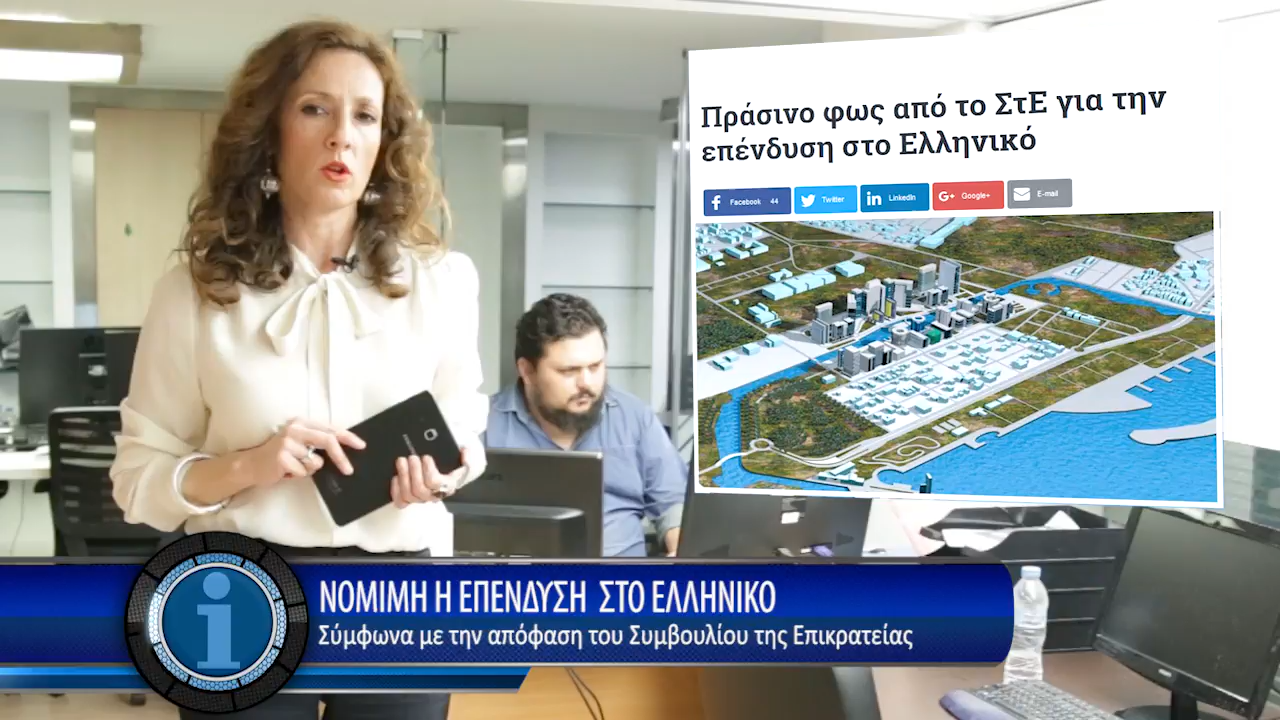 Πράσινο φως από το ΣτΕ για την
επένδυση στο Ελληνικό
Facebook 44
Twitter
LinkedIn
Google+
E-mail
ΝΟΜΙΜΗ Η ΕΠΕΝΔΥΣΗ ΣΤΟ ΕΛΛΗΝΙΚΟ
Σύμφωνα με την απόφαση του Συμβουλίου της Επικρατείας